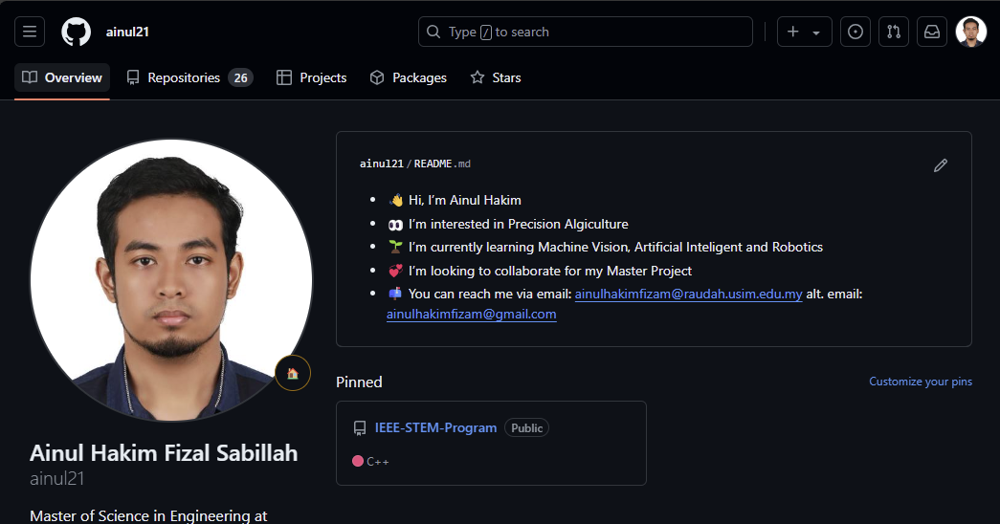 ainul21
Type / to search
Overview
Repositories 26
Projects
Packages
Stars
ainul21/README.md
👋 Hi, I’m Ainul Hakim
👀 I’m interested in Precision Algiculture
🌱 I’m currently learning Machine Vision, Artificial Inteligent and Robotics
💞️ I’m looking to collaborate for my Master Project
📫 You can reach me via email: ainulhakimfizam@raudah.usim.edu.my alt. email:
ainulhakimfizam@gmail.com
Pinned
Customize your pins
IEEE-STEM-Program Public
C++
Ainul Hakim Fizal Sabillah
ainul21
Master of Science in Engineering at